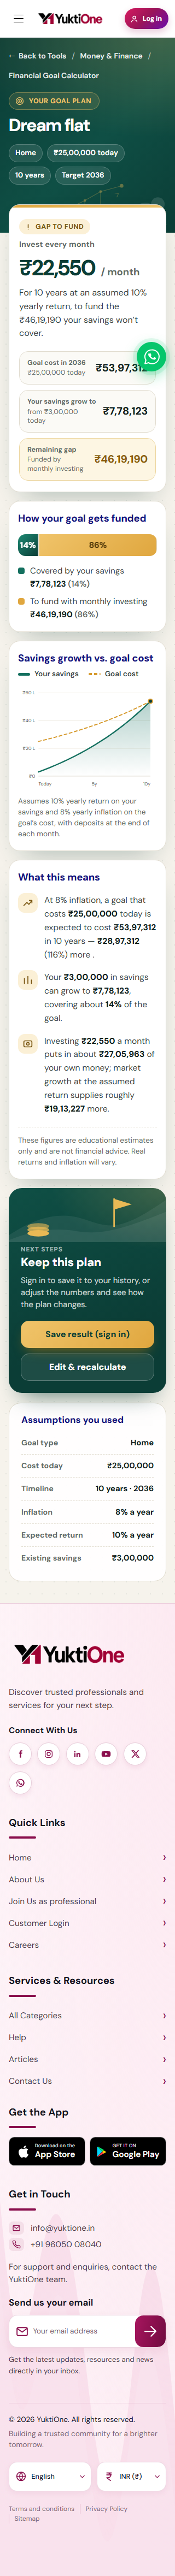 YuktiOne
Log in
← Back to Tools / Money & Finance /
Financial Goal Calculator
YOUR GOAL PLAN
Dream flat
Home
₹25,00,000 today
10 years
Target 2036
! GAP TO FUND
Invest every month
₹22,550 / month
For 10 years at an assumed 10%
yearly return, to fund the
₹46,19,190 your savings won't
cover.
Goal cost in 2036
₹25,00,000 today
₹53,97,312
Your savings grow to
from ₹3,00,000
today
₹7,78,123
Remaining gap
Funded by
monthly investing
₹46,19,190
How your goal gets funded
14%
86%
Covered by your savings
₹7,78,123 (14%)
To fund with monthly investing
₹46,19,190 (86%)
Savings growth vs. goal cost
Your savings
Goal cost
₹60 L
₹40 L
₹20 L
₹0
Today
5y
10y
Assumes 10% yearly return on your
savings and 8% yearly inflation on the
goal's cost, with deposits at the end of
each month.
What this means
At 8% inflation, a goal that
costs ₹25,00,000 today is
expected to cost ₹53,97,312
in 10 years — ₹28,97,312
(116%) more .
Your ₹3,00,000 in savings
can grow to ₹7,78,123,
covering about 14% of the
goal.
Investing ₹22,550 a month
puts in about ₹27,05,963 of
your own money; market
growth at the assumed
return supplies roughly
₹19,13,227 more.
These figures are educational estimates
only and are not financial advice. Real
returns and inflation will vary.
NEXT STEPS
Keep this plan
Sign in to save it to your history, or
adjust the numbers and see how
the plan changes.
Save result (sign in)
Edit & recalculate
Assumptions you used
Goal type
Home
Cost today
₹25,00,000
Timeline
10 years · 2036
Inflation
8% a year
Expected return
10% a year
Existing savings
₹3,00,000
YuktiOne
Discover trusted professionals and
services for your next step.
Connect With Us
Quick Links
Home
About Us
Join Us as professional
Customer Login
Careers
Services & Resources
All Categories
Help
Articles
Contact Us
Get the App
Download on the
App Store
GET IT ON
Google Play
Get in Touch
info@yuktione.in
+91 96050 08040
For support and enquiries, contact the
YuktiOne team.
Send us your email
Your email address
Get the latest updates, resources and news
directly in your inbox.
© 2026 YuktiOne. All rights reserved.
Building a trusted community for a brighter
tomorrow.
English
INR (₹)
Terms and conditions
Privacy Policy
Sitemap